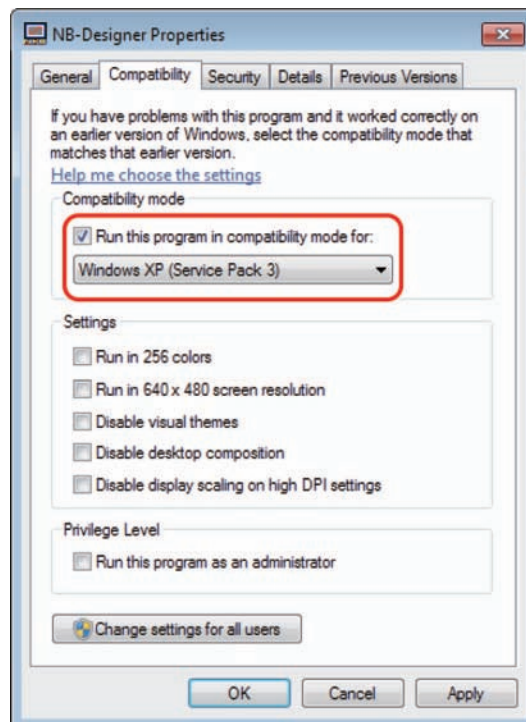 NB-Designer Properties
General Compatibility Security Details Previous Versions
If you have problems with this program and it worked correctly on
an earlier version of Windows, select the compatibility mode that
matches that earlier version.
Help me choose the settings
Compatibility mode
Run this program in compatibility mode for:
Windows XP (Service Pack 3)
Settings
Run in 256 colors
Run in 640 x 480 screen resolution
Disable visual themes
Disable desktop composition
Disable display scaling on high DPI settings
Privilege Level
Run this program as an administrator
Change settings for all users
OK Cancel Apply